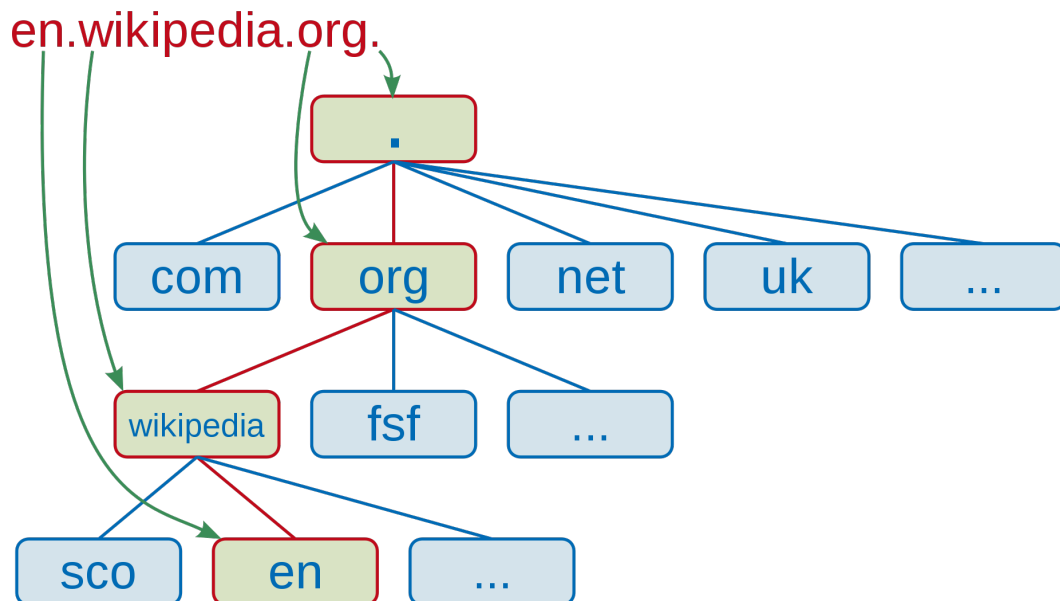 en.wikipedia.org.
.
com org net uk ...
wikipedia fsf ...
sco en ...